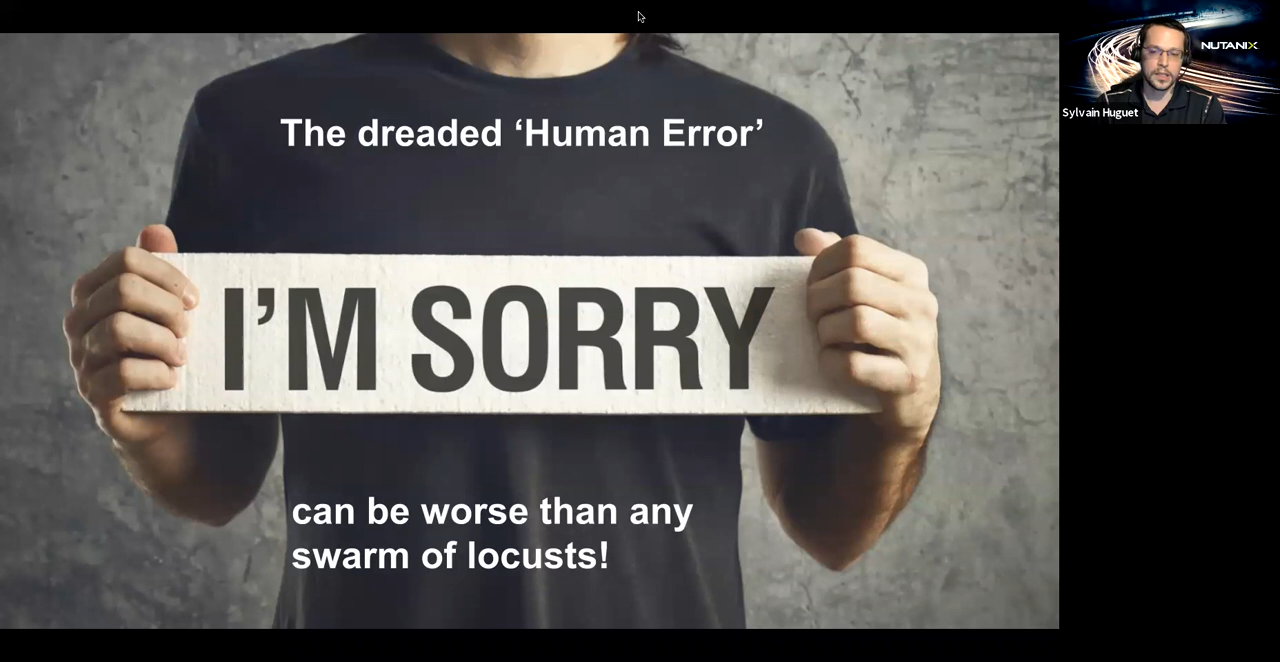 The dreaded ‘Human Error’
I’M SORRY
can be worse than any
swarm of locusts!
NUTANIX
Sylvain Huguet